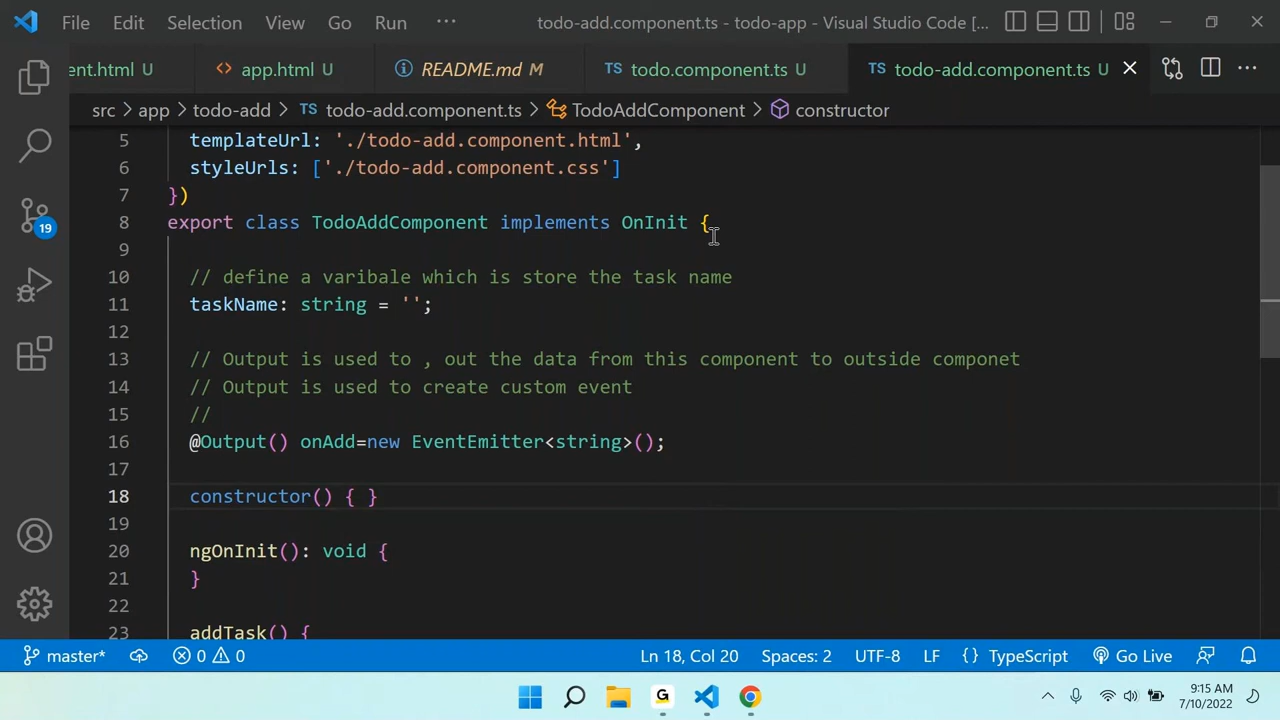 File Edit Selection View Go Run ··· todo-add.component.ts - todo-app - Visual Studio Code [...
ent.html U <> app.html U README.md M TS todo.component.ts U TS todo-add.component.ts U
src > app > todo-add > TS todo-add.component.ts > TodoAddComponent > constructor
5 templateUrl: './todo-add.component.html',
6 styleUrls: ['./todo-add.component.css']
7 })
8 export class TodoAddComponent implements OnInit {
9
10 // define a varibale which is store the task name
11 taskName: string = '';
12
13 // Output is used to , out the data from this component to outside componet
14 // Output is used to create custom event
15 //
16 @Output() onAdd=new EventEmitter<string>();
17
18 constructor() { }
19
20 ngOnInit(): void {
21 }
22
23 addTask() {
19
master* 0 0 Ln 18, Col 20 Spaces: 2 UTF-8 LF {} TypeScript Go Live
G
9:15 AM
7/10/2022